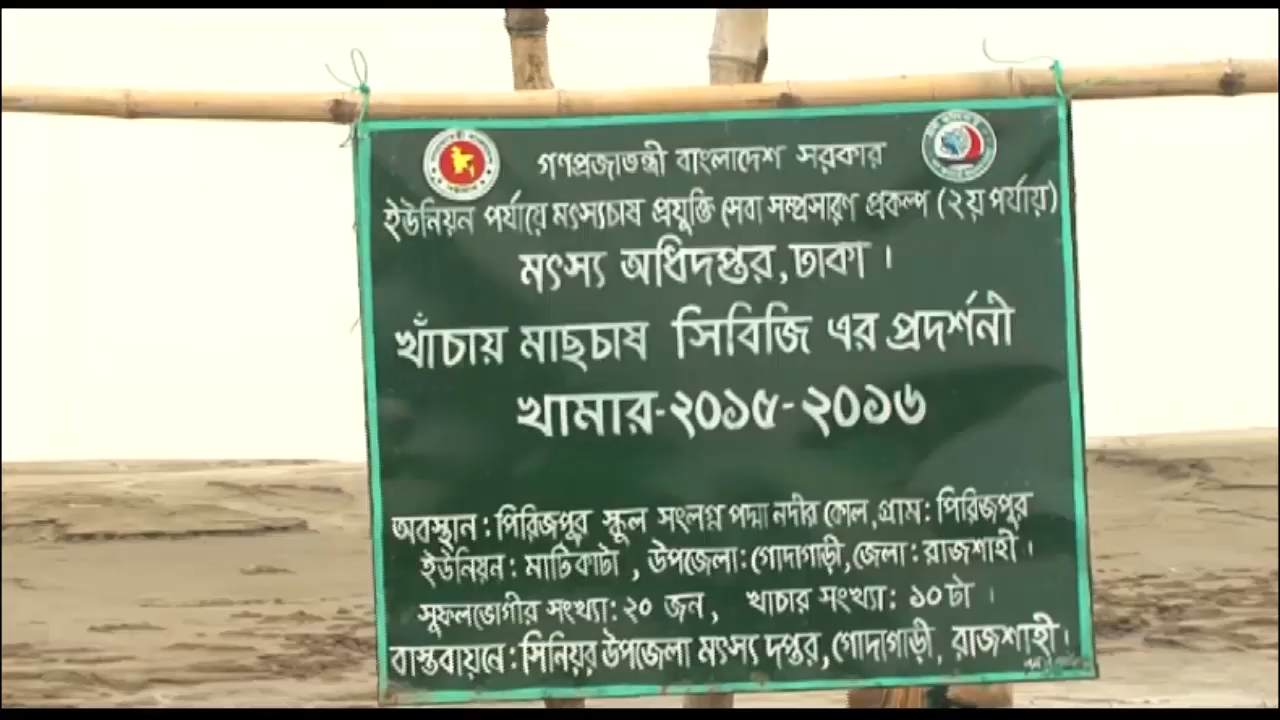 গণপ্রজাতন্ত্রী বাংলাদেশ সরকার
ইউনিয়ন পর্যায়ে মৎস্যচাষ প্রযুক্তি সেবা সম্প্রসারণ প্রকল্প (২য় পর্যায়)
মৎস্য অধিদপ্তর, ঢাকা।
খাঁচায় মাছচাষ সিবিজি এর প্রদর্শনী
খামার-২০১৫-২০১৬
অবস্থান : পিরিজপুর স্কুল সংলগ্ন পদ্মা নদীর কোল, গ্রাম : পিরিজপুর
ইউনিয়ন : মাটিকাটা , উপজেলা : গোদাগাড়ী, জেলা : রাজশাহী ।
সুফলভোগীর সংখ্যা : ২০ জন , খাচার সংখ্যা : ১০ টা ।
বাস্তবায়নে : সিনিয়র উপজেলা মৎস্য দপ্তর, গোদাগাড়ী, রাজশাহী।